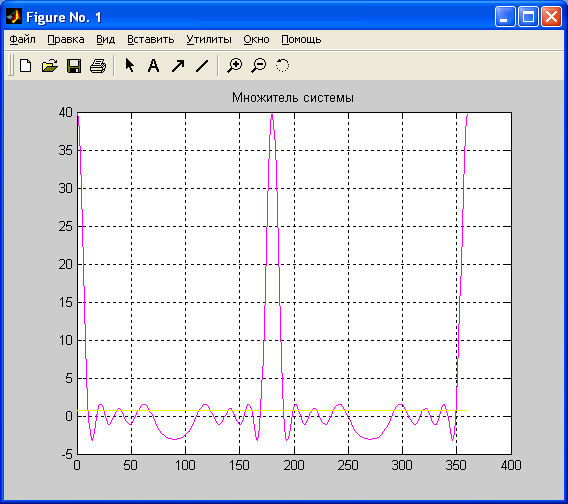 Figure No. 1
Файл Правка Вид Вставить Утилиты Окно Помощь
Множитель системы
40
35
30
25
20
15
10
5
0
-5
0 50 100 150 200 250 300 350 400